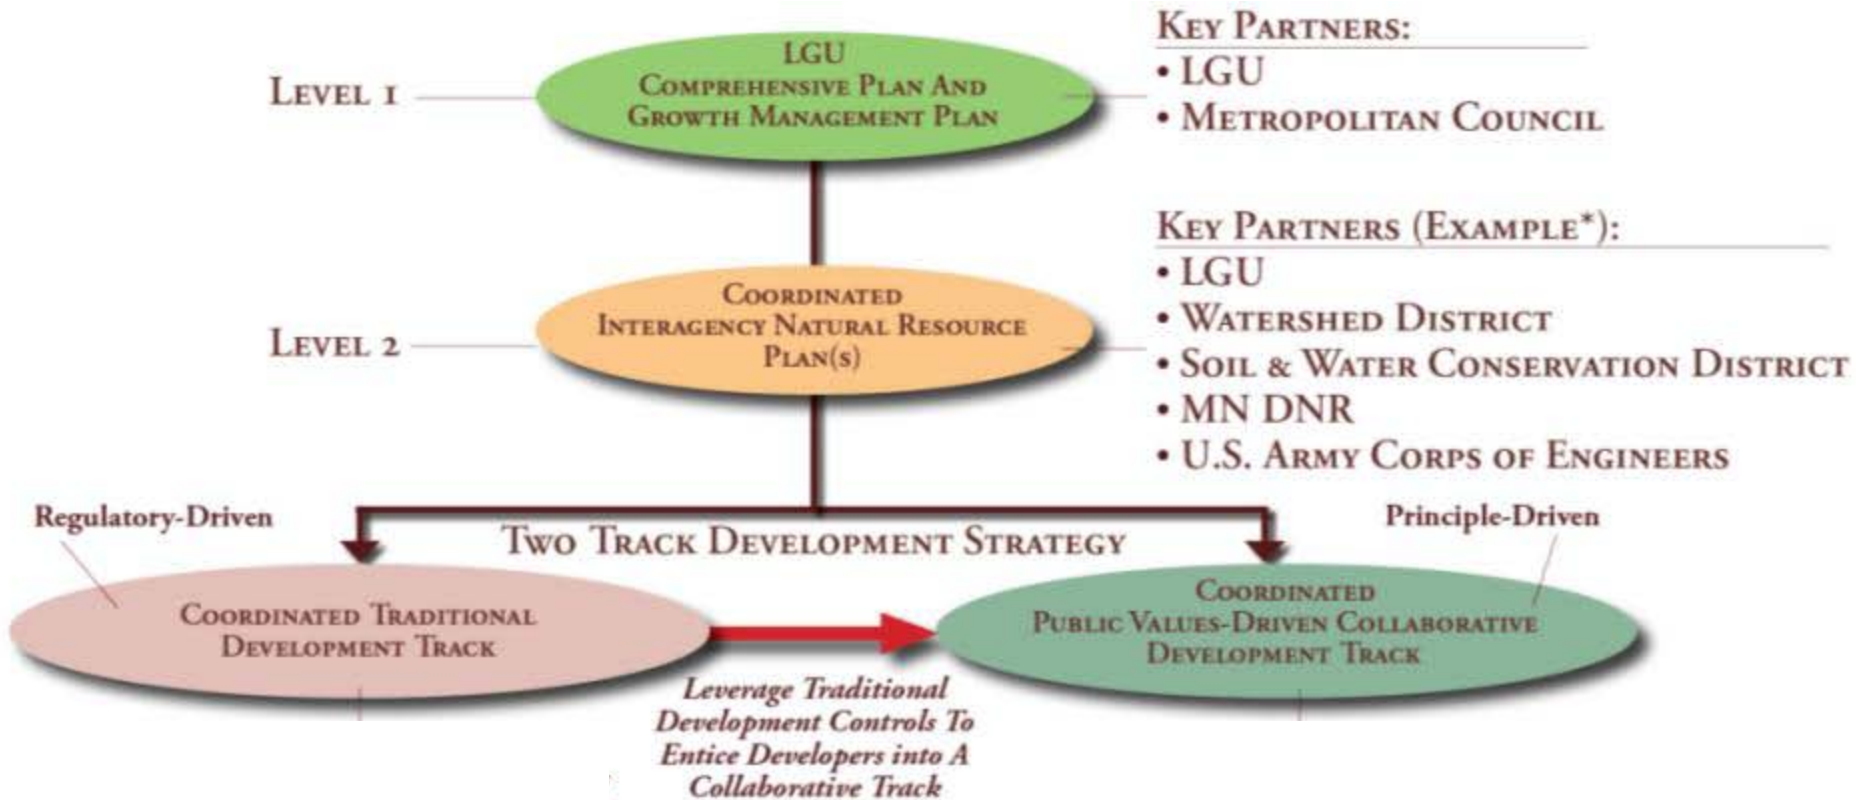 LEVEL 1
LGU
COMPREHENSIVE PLAN AND
GROWTH MANAGEMENT PLAN
KEY PARTNERS:
• LGU
• METROPOLITAN COUNCIL
LEVEL 2
COORDINATED
INTERAGENCY NATURAL RESOURCE
PLAN(S)
KEY PARTNERS (EXAMPLE*):
• LGU
• WATERSHED DISTRICT
• SOIL & WATER CONSERVATION DISTRICT
• MN DNR
• U.S. ARMY CORPS OF ENGINEERS
Regulatory-Driven
TWO TRACK DEVELOPMENT STRATEGY
Principle-Driven
COORDINATED TRADITIONAL
DEVELOPMENT TRACK
COORDINATED
PUBLIC VALUES-DRIVEN COLLABORATIVE
DEVELOPMENT TRACK
Leverage Traditional
Development Controls To
Entice Developers into A
Collaborative Track